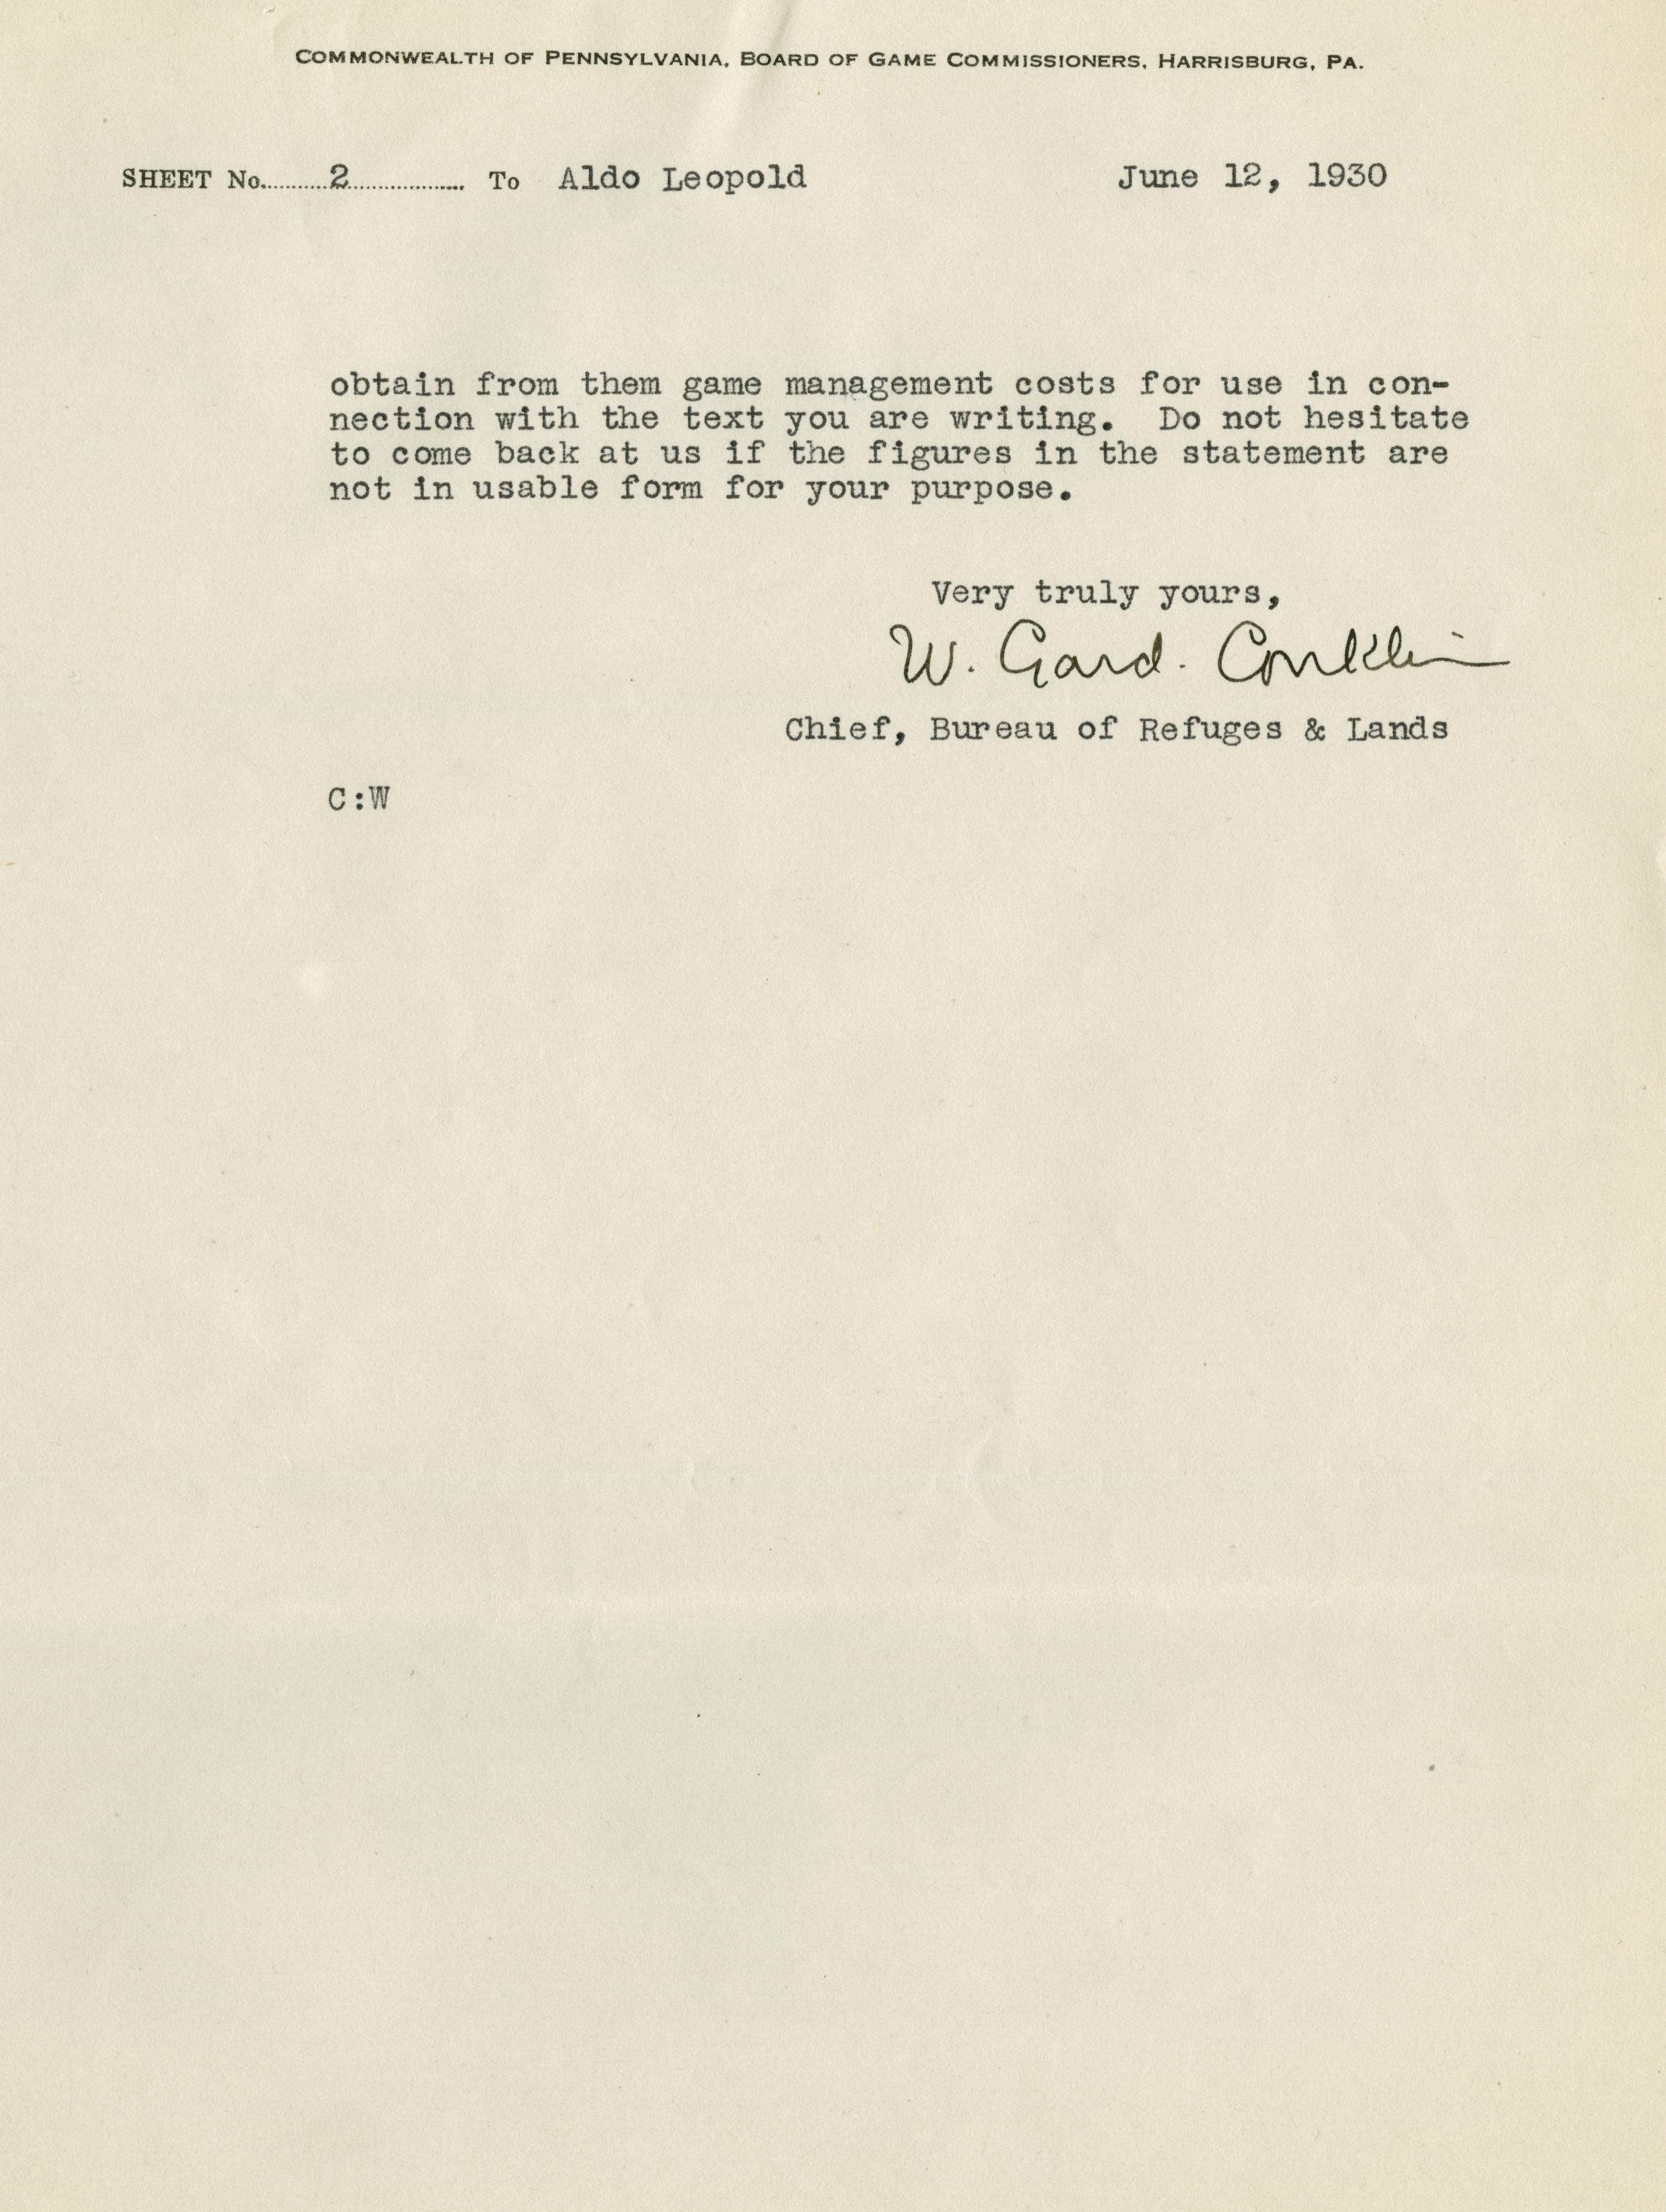 COMMONWEALTH OF PENNSYLVANIA, BOARD OF GAME COMMISSIONERS, HARRISBURG, PA.
SHEET No. 2 To Aldo Leopold June 12, 1930
obtain from them game management costs for use in con-
nection with the text you are writing. Do not hesitate
to come back at us if the figures in the statement are
not in usable form for your purpose.
Very truly yours,
W. Gard. Conklin
Chief, Bureau of Refuges & Lands
C:W